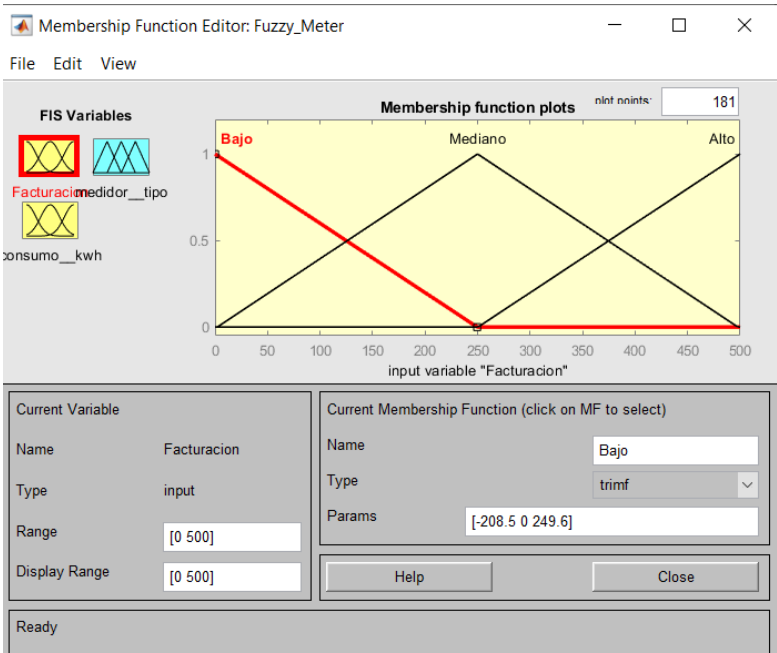 Membership Function Editor: Fuzzy_Meter
File Edit View
FIS Variables
Facturacion
medidor__tipo
consumo__kwh
Membership function plots
plot points:
181
Bajo
Mediano
Alto
1
0.5
0
0 50 100 150 200 250 300 350 400 450 500
input variable "Facturacion"
Current Variable
Name Facturacion
Type input
Range [0 500]
Display Range [0 500]
Current Membership Function (click on MF to select)
Name Bajo
Type trimf
Params [-208.5 0 249.6]
Help Close
Ready